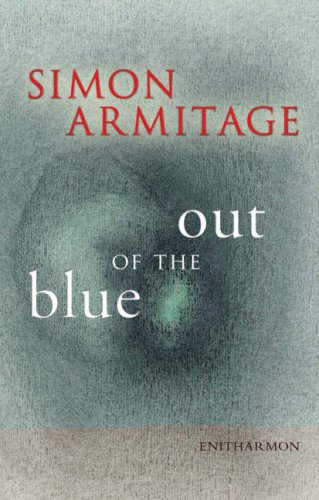 SIMON
ARMITAGE
out
OF THE
blue
ENITHARMON